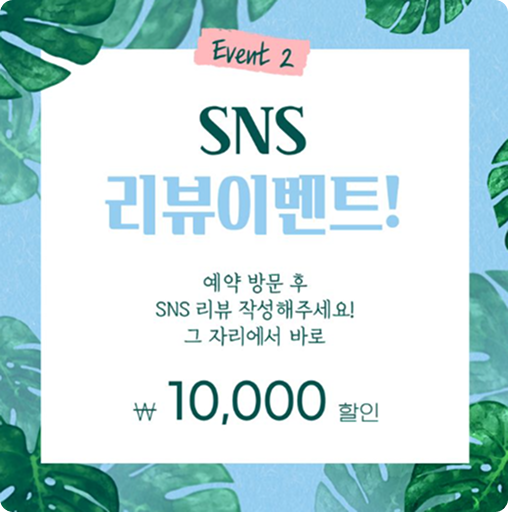 Event 2
SNS
리뷰이벤트!
예약 방문 후
SNS 리뷰 작성해주세요!
그 자리에서 바로
₩ 10,000 할인